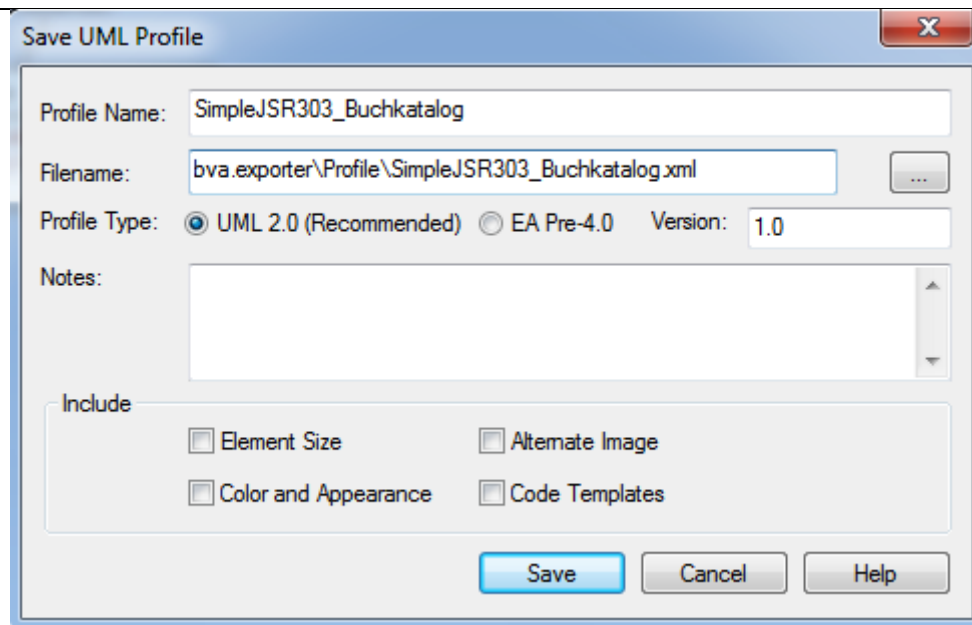 Save UML Profile
Profile Name: SimpleJSR303_Buchkatalog
Filename: bva.exporter\Profile\SimpleJSR303_Buchkatalog.xml ...
Profile Type: UML 2.0 (Recommended) EA Pre-4.0 Version: 1.0
Notes:
Include
Element Size Alternate Image
Color and Appearance Code Templates
Save Cancel Help